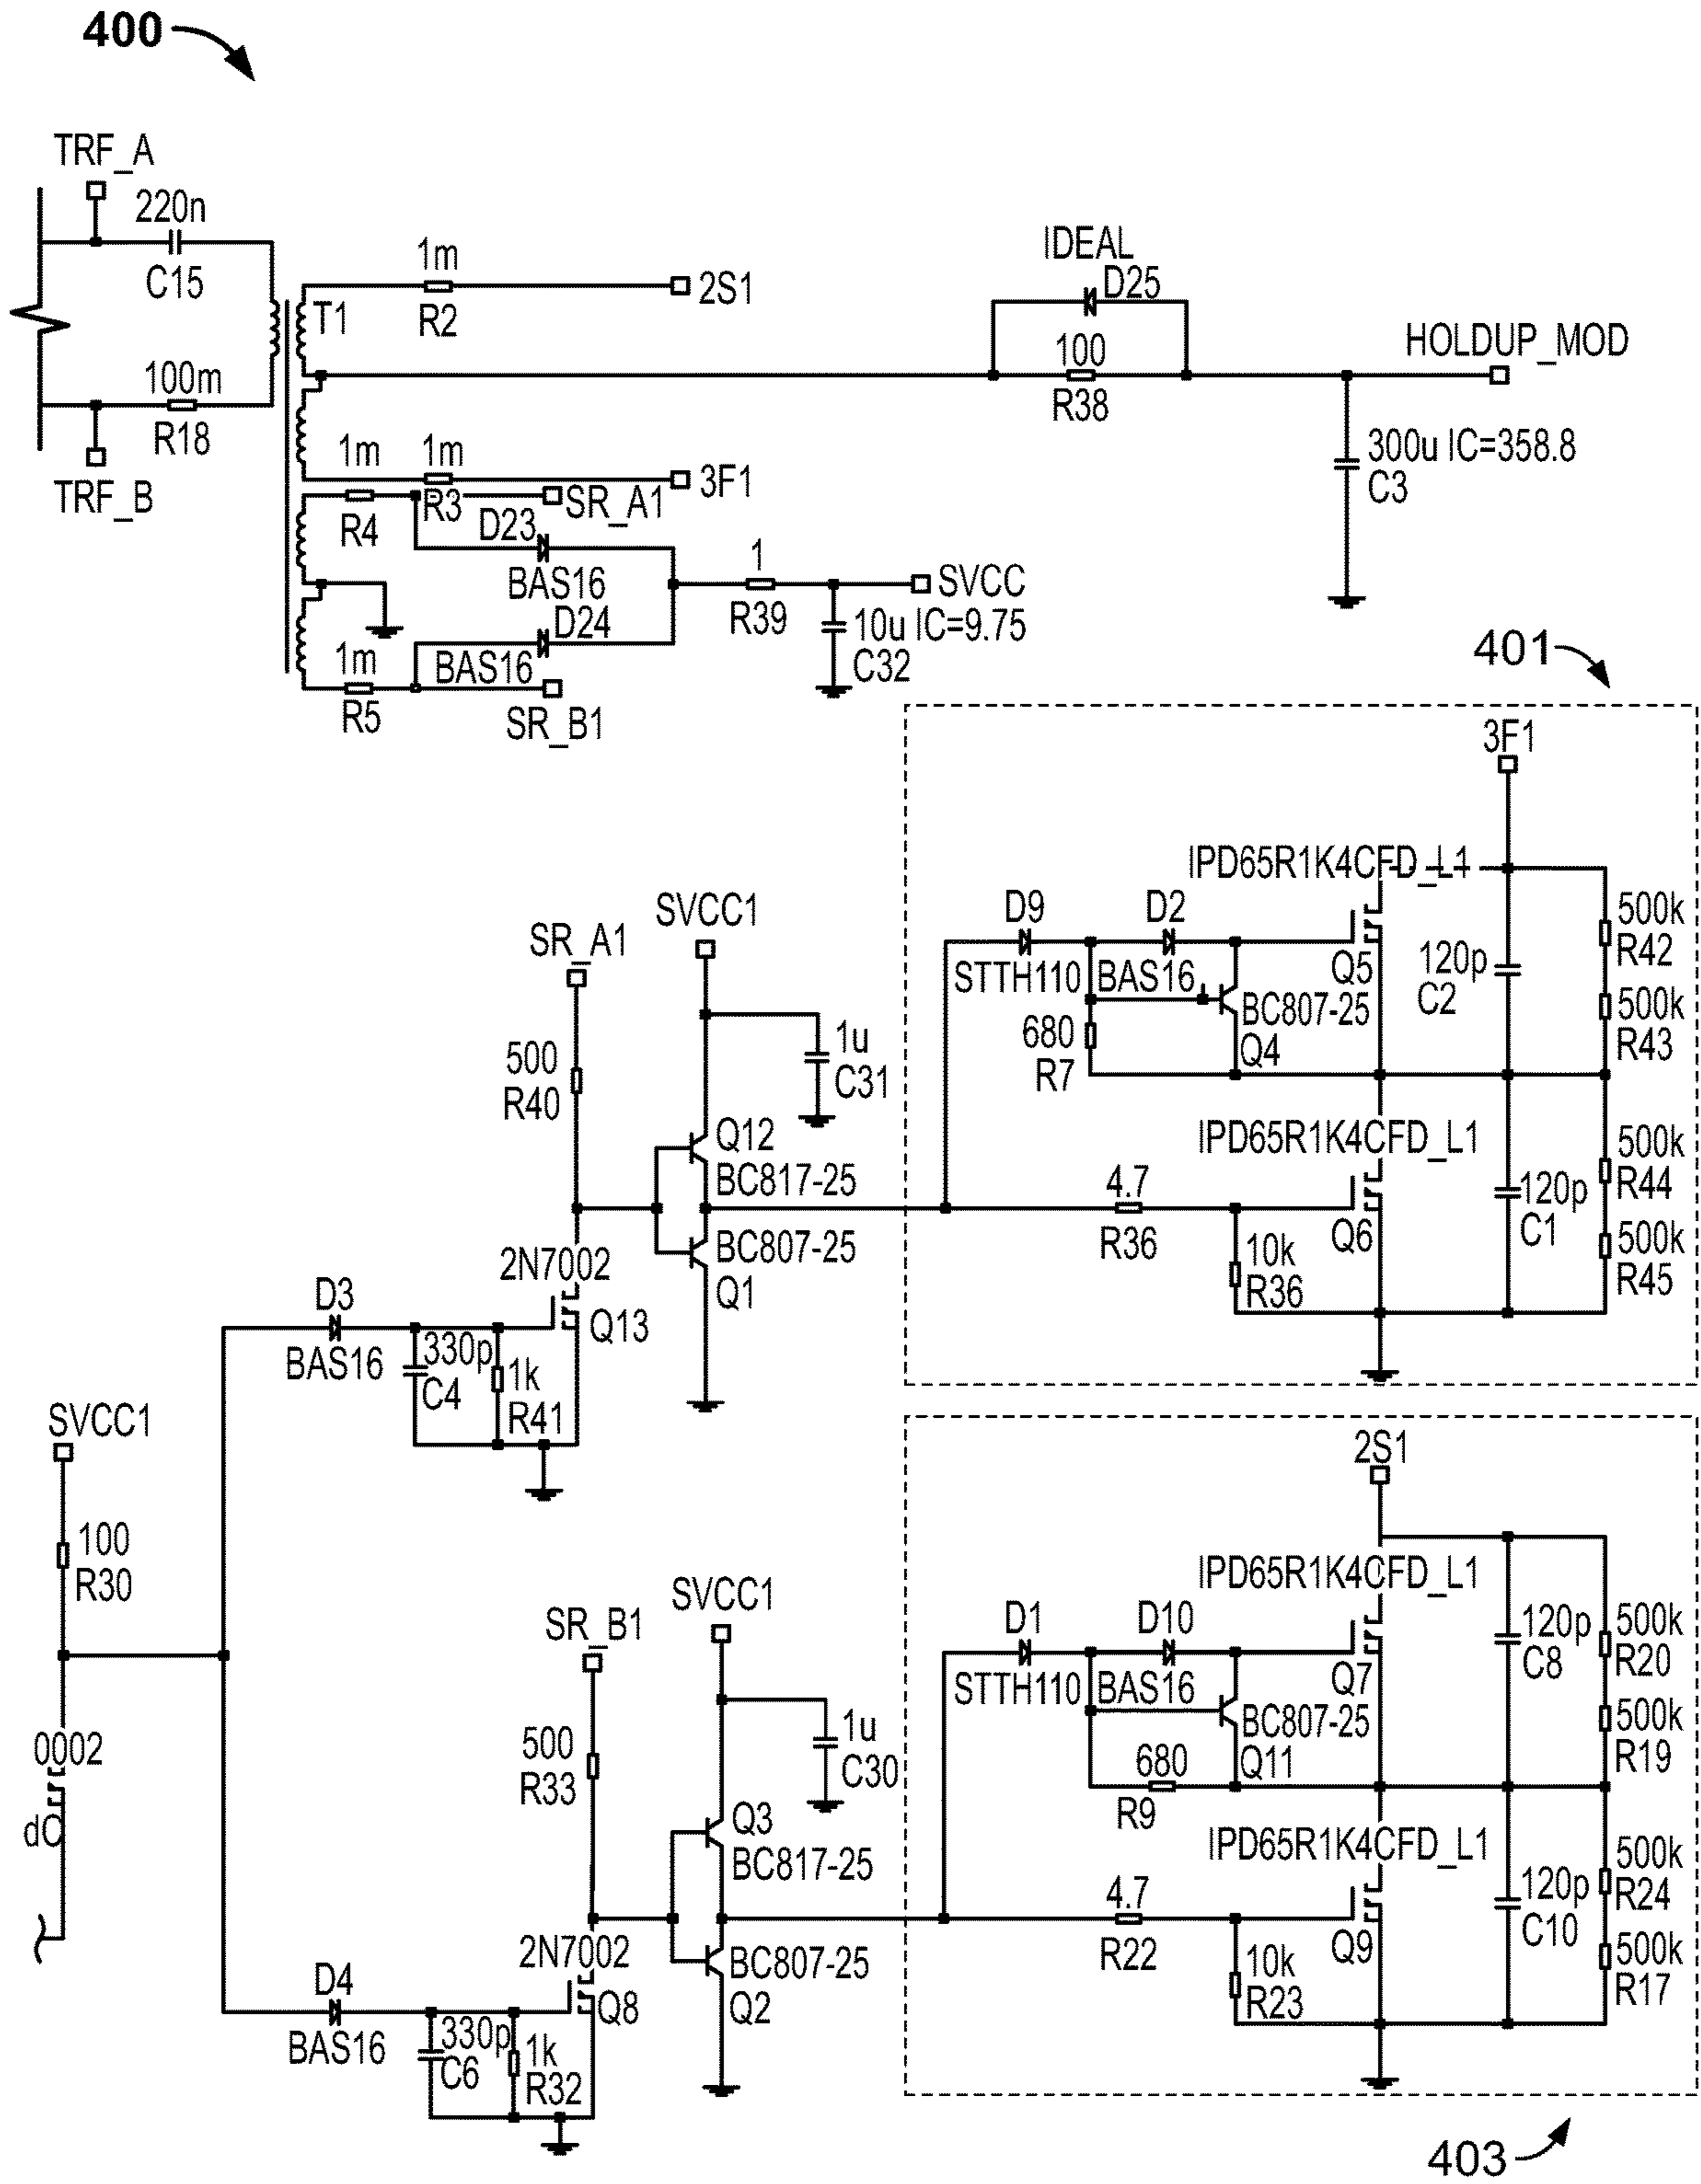 400
TRF_A
220n
C15
1m
R2
2S1
T1
IDEAL
D25
100
R38
HOLDUP_MOD
100m
R18
TRF_B
1m
1m
R3
3F1
300u IC=358.8
C3
R4
SR_A1
D23
BAS16
1
R39
SVCC
10u IC=9.75
C32
D24
BAS16
1m
R5
SR_B1
401
3F1
IPD65R1K4CFD_L1
D9
STTH110
D2
BAS16
Q5
BC807-25
Q4
680
R7
120p
C2
500k
R42
500k
R43
SVCC1
SR_A1
500
R40
1u
C31
Q12
BC817-25
BC807-25
Q1
IPD65R1K4CFD_L1
4.7
R36
Q6
10k
R36
120p
C1
500k
R44
500k
R45
2N7002
Q13
D3
BAS16
330p
C4
1k
R41
SVCC1
100
R30
0002
dO
2S1
IPD65R1K4CFD_L1
D1
STTH110
D10
BAS16
Q7
BC807-25
Q11
680
R9
120p
C8
500k
R20
500k
R19
SVCC1
SR_B1
500
R33
1u
C30
Q3
BC817-25
BC807-25
Q2
IPD65R1K4CFD_L1
4.7
R22
Q9
10k
R23
120p
C10
500k
R24
500k
R17
2N7002
Q8
D4
BAS16
330p
C6
1k
R32
403